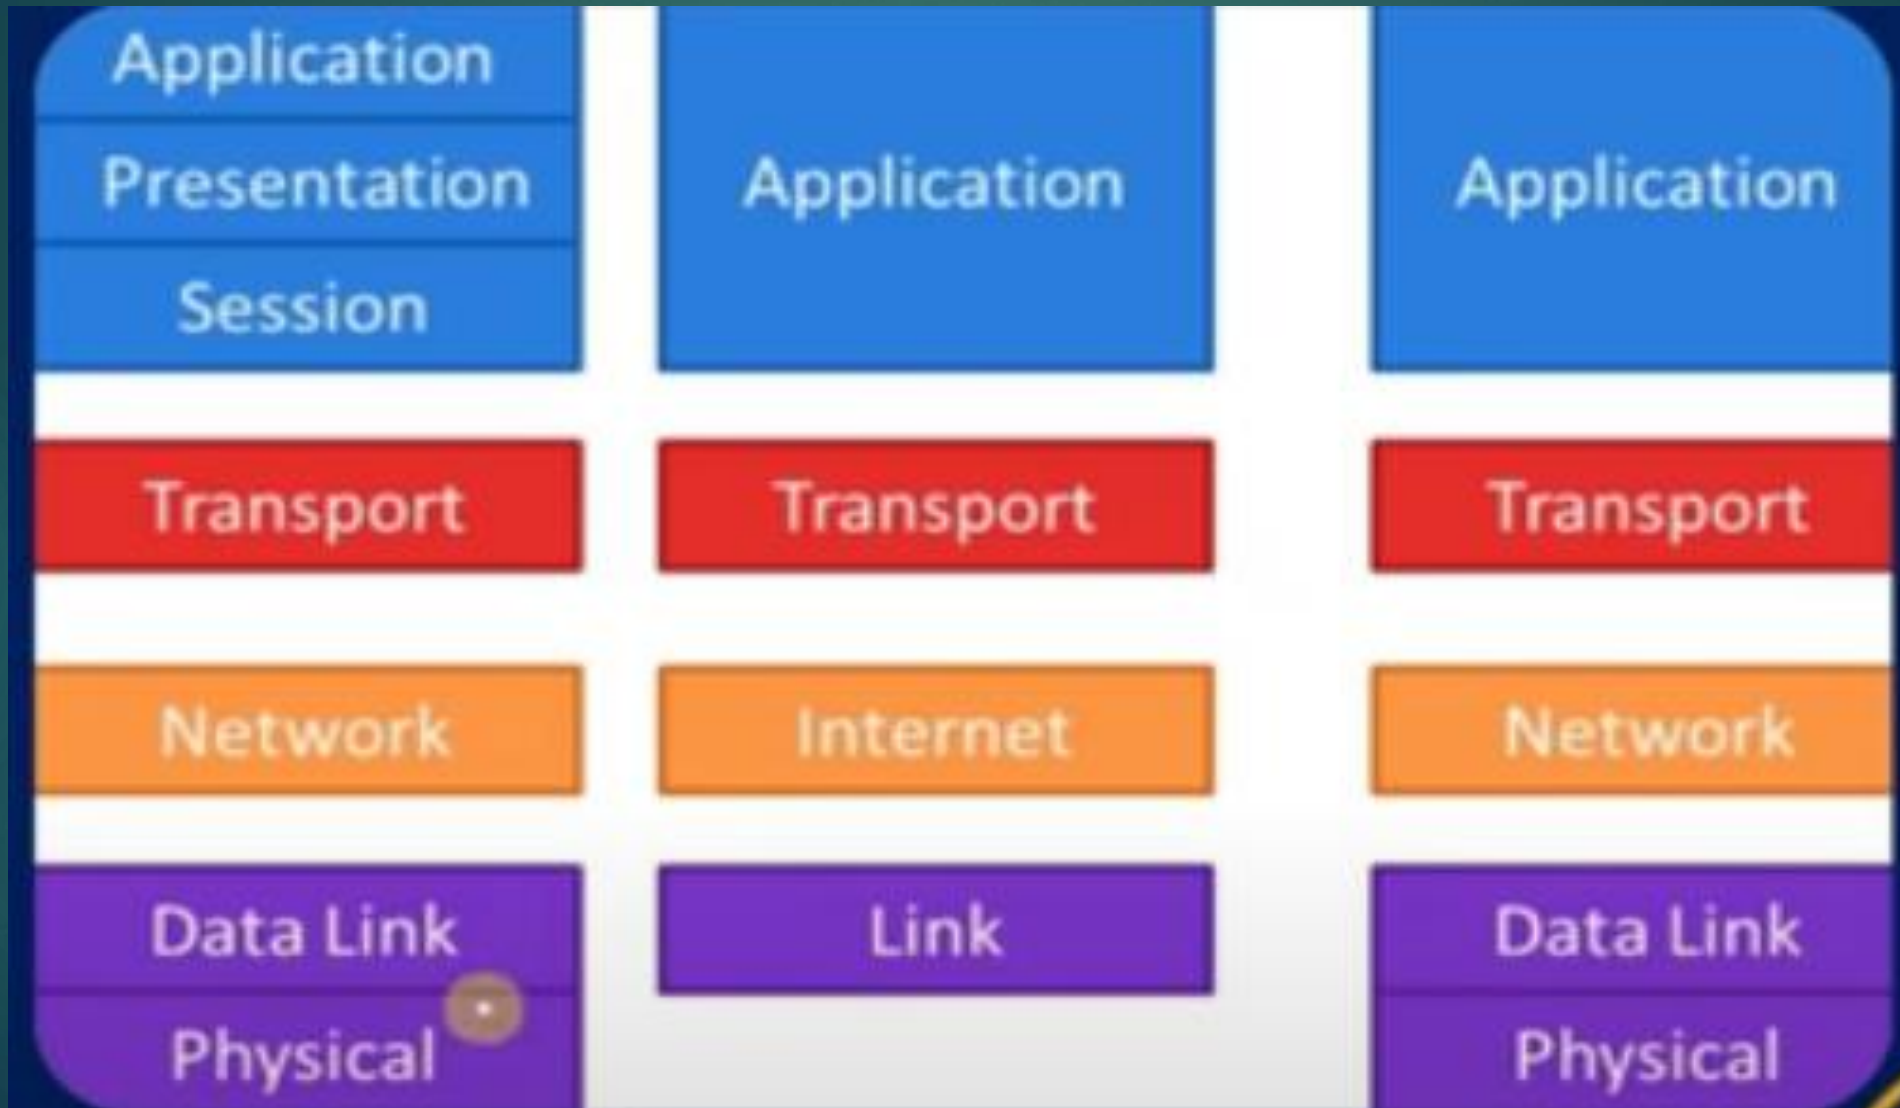 Application
Presentation
Session
Transport
Network
Data Link
Physical
Application
Transport
Internet
Link
Application
Transport
Network
Data Link
Physical